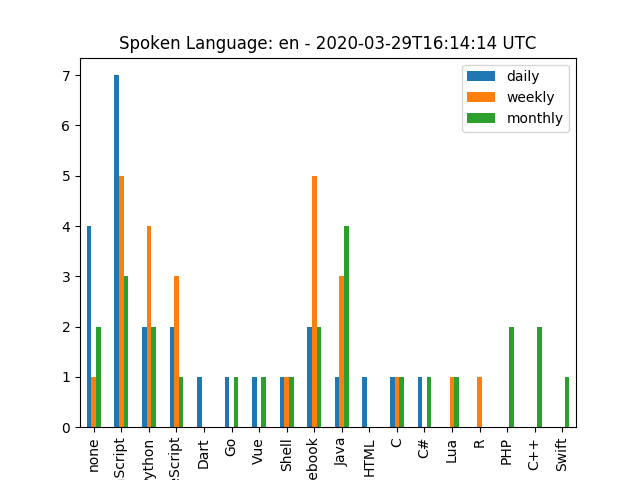 Spoken Language: en - 2020-03-29T16:14:14 UTC
daily
weekly
monthly
7
6
5
4
3
2
1
0
none
Script
ython
eScript
Dart
Go
Vue
Shell
ebook
Java
HTML
C
C#
Lua
R
PHP
C++
Swift